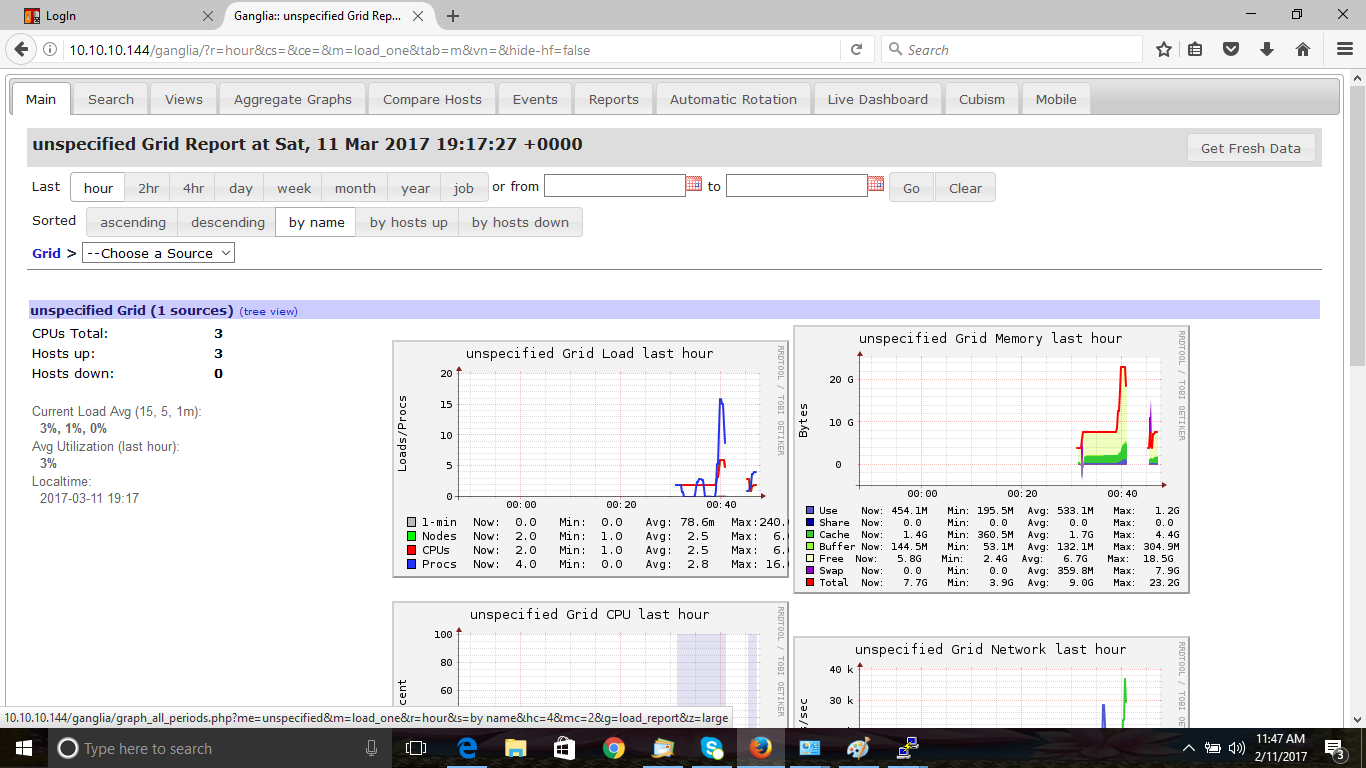 LogIn
Ganglia:: unspecified Grid Rep...
10.10.10.144/ganglia/?r=hour&cs=&ce=&m=load_one&tab=m&vn=&hide-hf=false
Search
Main Search Views Aggregate Graphs Compare Hosts Events Reports Automatic Rotation Live Dashboard Cubism Mobile
unspecified Grid Report at Sat, 11 Mar 2017 19:17:27 +0000
Get Fresh Data
Last hour 2hr 4hr day week month year job or from to Go Clear
Sorted ascending descending by name by hosts up by hosts down
Grid > --Choose a Source
unspecified Grid (1 sources) (tree view)
CPUs Total: 3
Hosts up: 3
Hosts down: 0
Current Load Avg (15, 5, 1m):
3%, 1%, 0%
Avg Utilization (last hour):
3%
Localtime:
2017-03-11 19:17
unspecified Grid Load last hour
RRDTOOL / TOBI OETIKER
Loads/Procs
20
15
10
5
0
00:00 00:20 00:40
1-min Now: 0.0 Min: 0.0 Avg: 78.6m Max:240.0
Nodes Now: 2.0 Min: 1.0 Avg: 2.5 Max: 6.
CPUs Now: 2.0 Min: 1.0 Avg: 2.5 Max: 6.
Procs Now: 4.0 Min: 0.0 Avg: 2.8 Max: 16.
unspecified Grid Memory last hour
RRDTOOL / TOBI OETIKER
Bytes
20 G
10 G
0
00:00 00:20 00:40
Use Now: 454.1M Min: 195.5M Avg: 533.1M Max: 1.2G
Share Now: 0.0 Min: 0.0 Avg: 0.0 Max: 0.0
Cache Now: 1.4G Min: 360.5M Avg: 1.7G Max: 4.4G
Buffer Now: 144.5M Min: 53.1M Avg: 132.1M Max: 304.9M
Free Now: 5.8G Min: 2.4G Avg: 6.7G Max: 18.5G
Swap Now: 0.0 Min: 0.0 Avg: 359.8M Max: 7.9G
Total Now: 7.7G Min: 3.9G Avg: 9.0G Max: 23.2G
unspecified Grid CPU last hour
RRDTOOL / TOBI OETIKER
cent
100
80
60
unspecified Grid Network last hour
RRDTOOL / TOBI OE
/sec
40 k
30 k
10.10.10.144/ganglia/graph_all_periods.php?me=unspecified&m=load_one&r=hour&s=by name&hc=4&mc=2&g=load_report&z=large
Type here to search
11:47 AM
2/11/2017
3